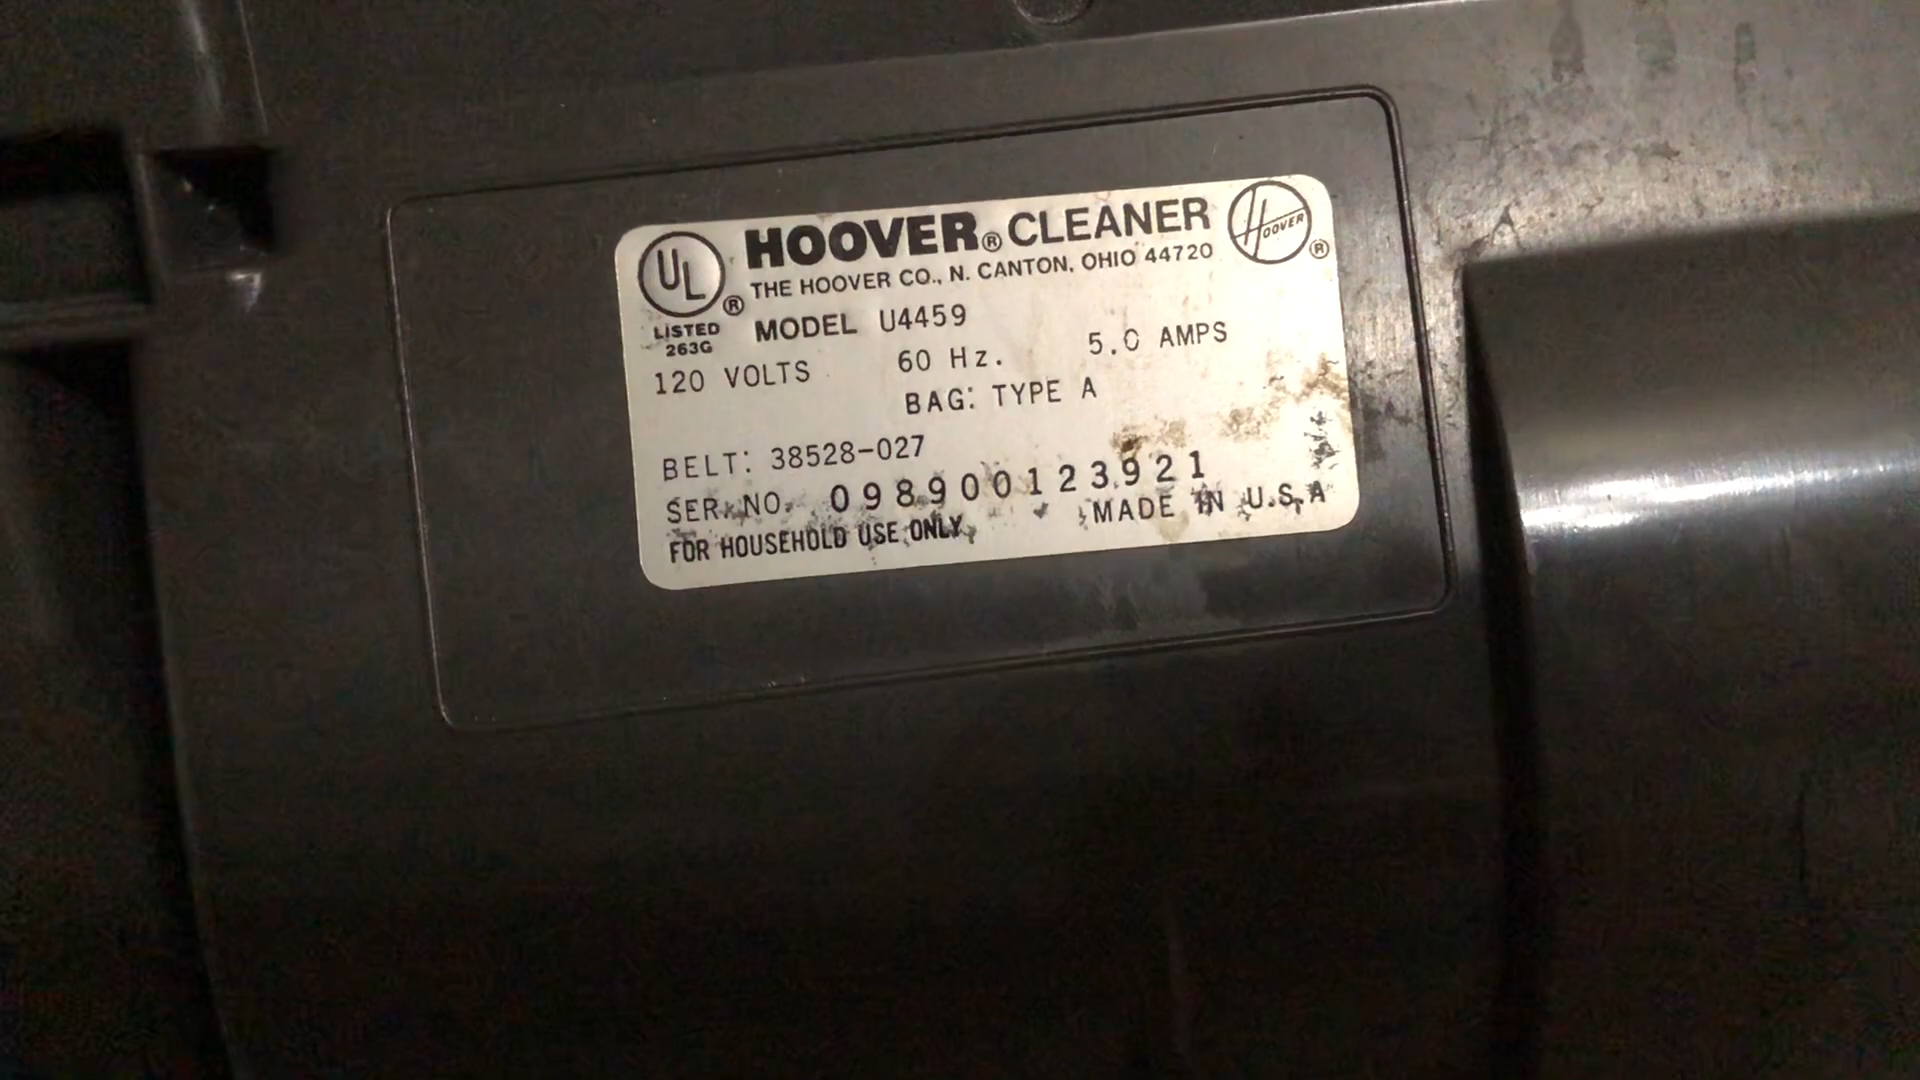 UL ® HOOVER® CLEANER HOOVER ®
THE HOOVER CO., N. CANTON, OHIO 44720
LISTED
263G
MODEL U4459
120 VOLTS 60 Hz. 5.0 AMPS
BAG: TYPE A
BELT: 38528-027
SER. NO. 098900123921
FOR HOUSEHOLD USE ONLY MADE IN U.S.A